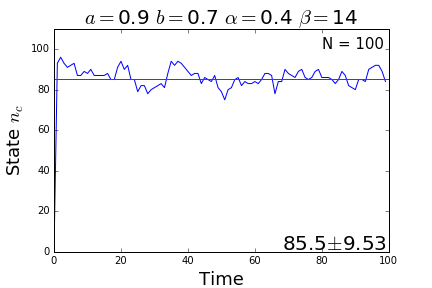 a = 0.9 b = 0.7 α = 0.4 β = 14
N = 100
100
80
60
40
20
0
State n_c
85.5±9.53
0 20 40 60 80 100
Time